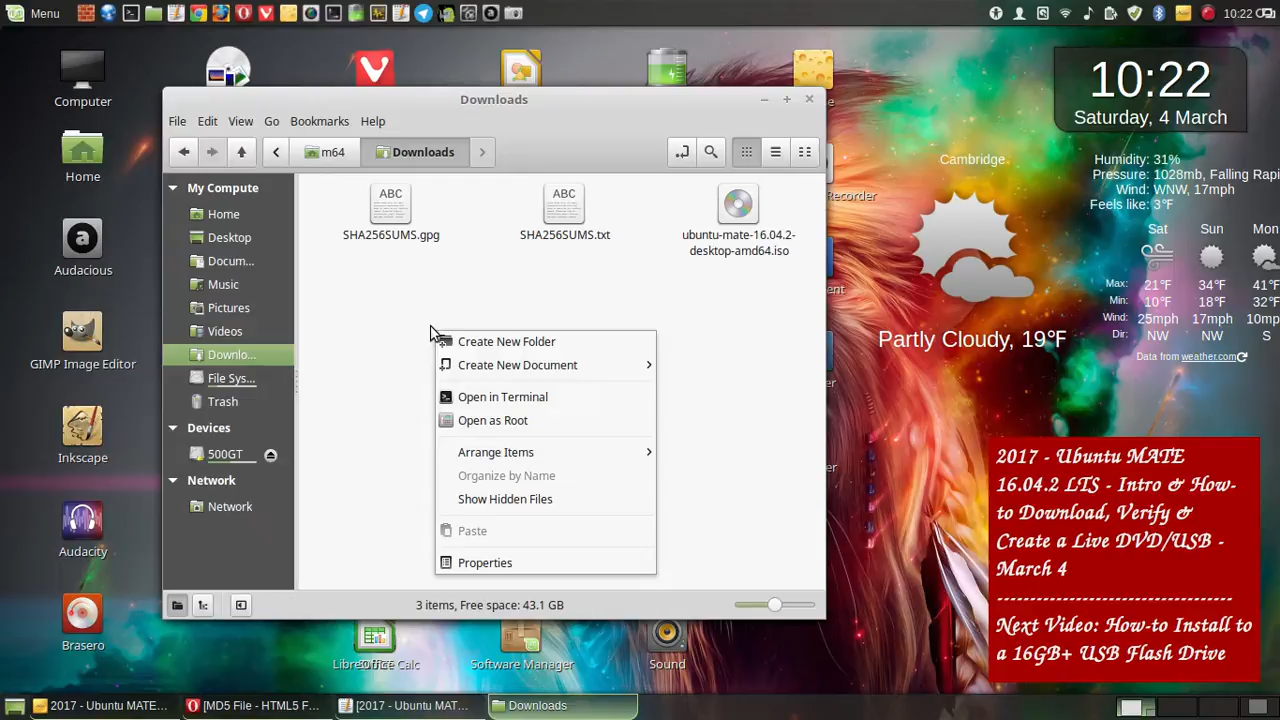 Menu
10:22
Computer
Home
Audacious
GIMP Image Editor
Inkscape
Audacity
Brasero
Downloads
File Edit View Go Bookmarks Help
m64
Downloads
My Compute
Home
Desktop
Docum...
Music
Pictures
Videos
Downlo...
File Sys...
Trash
Devices
500GT
Network
Network
ABC
SHA256SUMS.gpg
ABC
SHA256SUMS.txt
ubuntu-mate-16.04.2-
desktop-amd64.iso
Create New Folder
Create New Document
Open in Terminal
Open as Root
Arrange Items
Organize by Name
Show Hidden Files
Paste
Properties
3 items, Free space: 43.1 GB
Recorder
LibreOffice Calc
Software Manager
Sound
10:22
Saturday, 4 March
Cambridge
Humidity: 31%
Pressure: 1028mb, Falling Rapi
Wind: WNW, 17mph
Feels like: 3°F
Sat Sun Mon
Max: 21°F 34°F 41°F
Min: 10°F 18°F 32°F
Wind: 25mph 17mph 10mp
Dir: NW NW S
Partly Cloudy, 19°F
Data from weather.com
2017 - Ubuntu MATE
16.04.2 LTS - Intro & How-
to Download, Verify &
Create a Live DVD/USB -
March 4
---------------------------------
Next Video: How-to Install to
a 16GB+ USB Flash Drive
2017 - Ubuntu MATE...
[MD5 File - HTML5 F...
[2017 - Ubuntu MAT...
Downloads